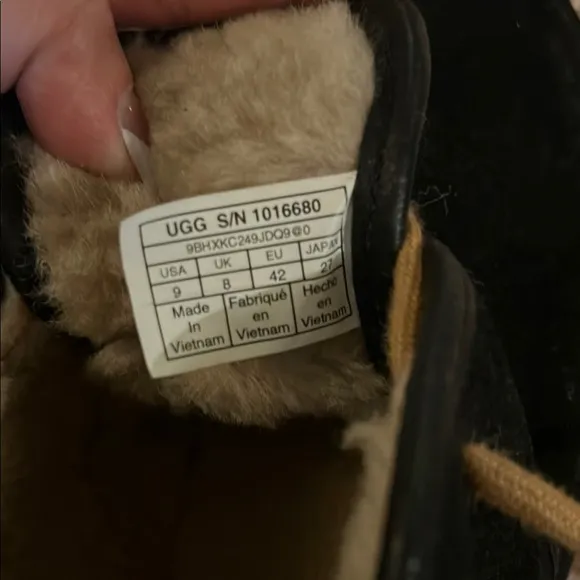 UGG S/N 1016680
9BHXKC249JDQ9@0
USA UK EU JAPAN
9 8 42 27
Made In Vietnam
Fabriqué en Vietnam
Hecho en Vietnam